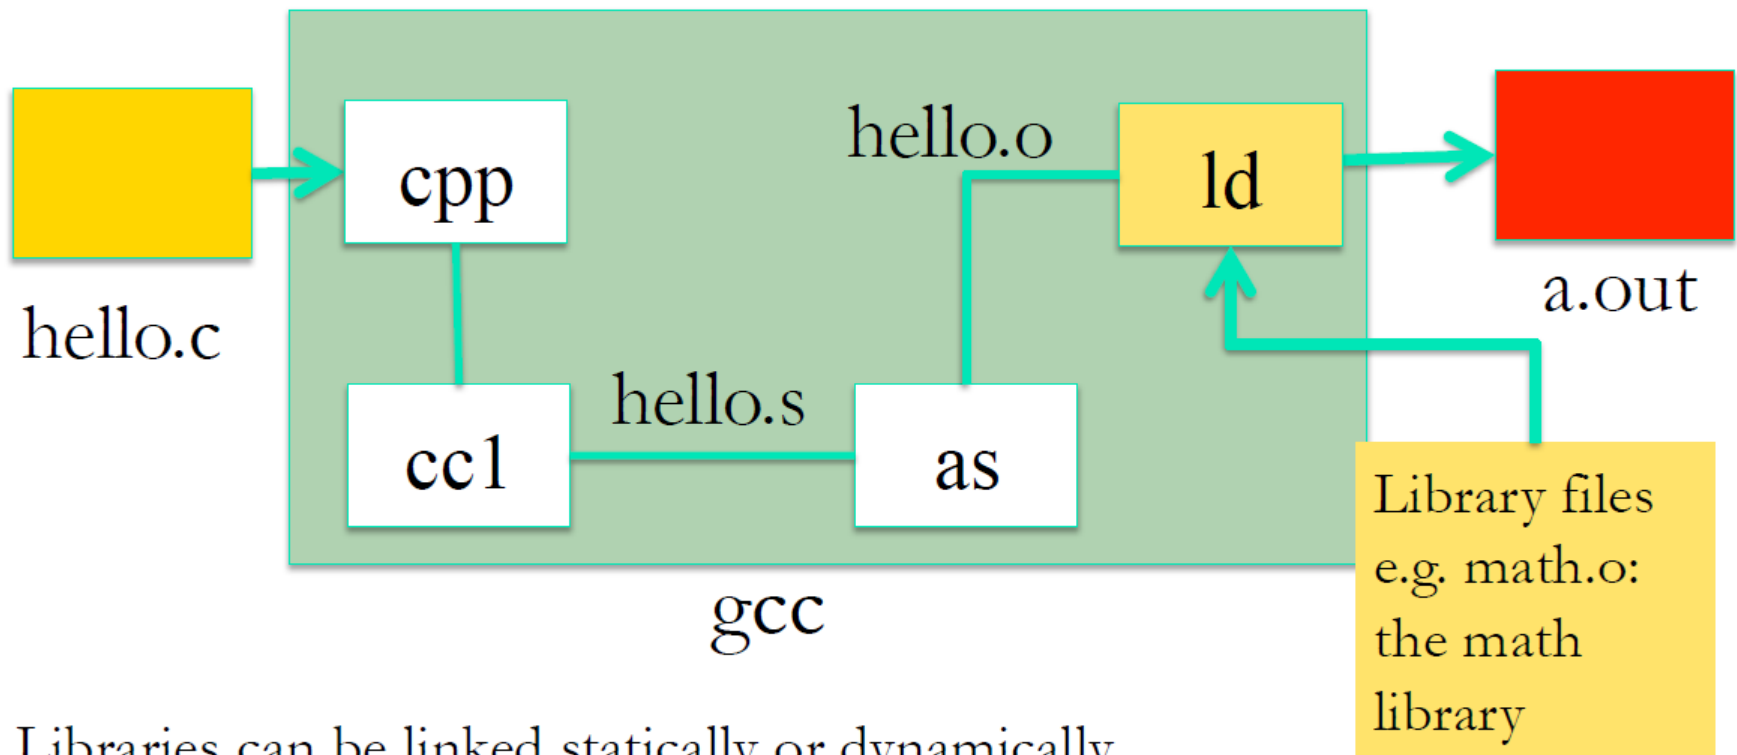 cpp
hello.o
ld
hello.c
a.out
cc1
hello.s
as
gcc
Library files
e.g. math.o:
the math
library
Libraries can be linked statically or dynamically